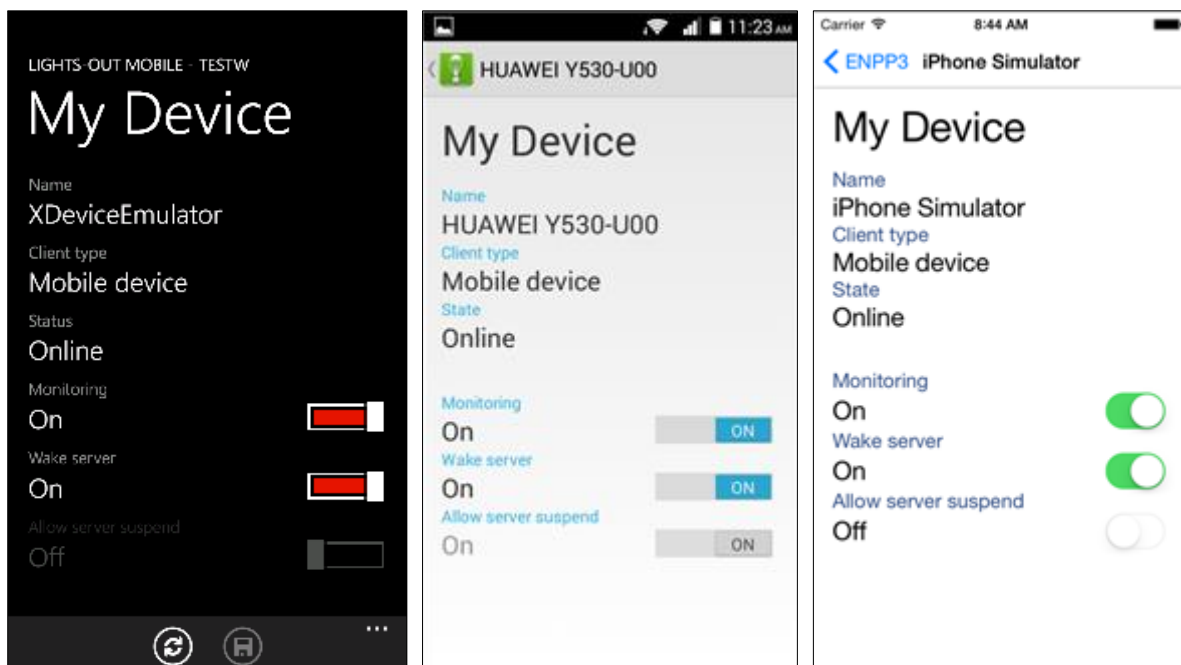 LIGHTS-OUT MOBILE - TESTW
My Device
Name
XDeviceEmulator
Client type
Mobile device
Status
Online
Monitoring
On
Wake server
On
Allow server suspend
Off
...
11:23 AM
HUAWEI Y530-U00
My Device
Name
HUAWEI Y530-U00
Client type
Mobile device
State
Online
Monitoring
On
ON
Wake server
On
ON
Allow server suspend
On
ON
Carrier 8:44 AM
ENPP3 iPhone Simulator
My Device
Name
iPhone Simulator
Client type
Mobile device
State
Online
Monitoring
On
Wake server
On
Allow server suspend
Off